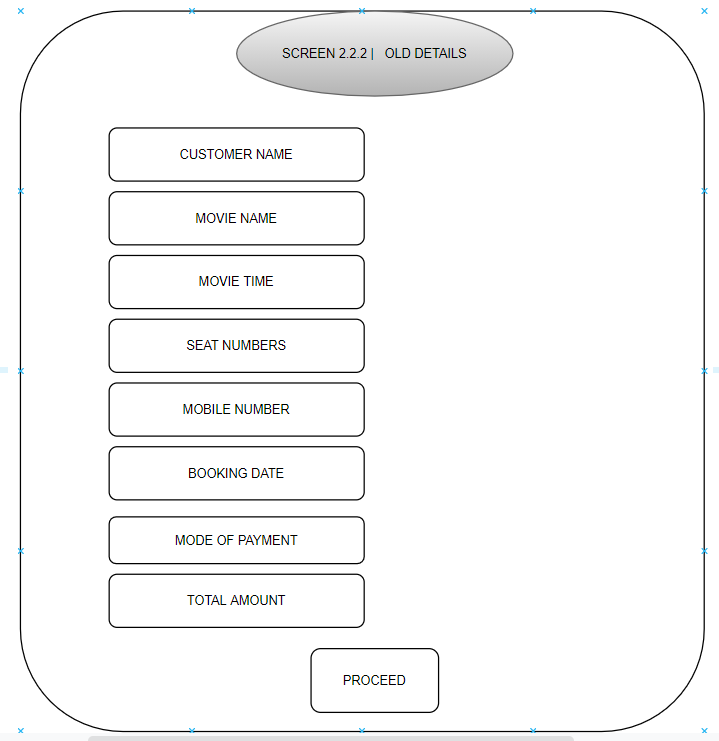 SCREEN 2.2.2 | OLD DETAILS
CUSTOMER NAME
MOVIE NAME
MOVIE TIME
SEAT NUMBERS
MOBILE NUMBER
BOOKING DATE
MODE OF PAYMENT
TOTAL AMOUNT
PROCEED